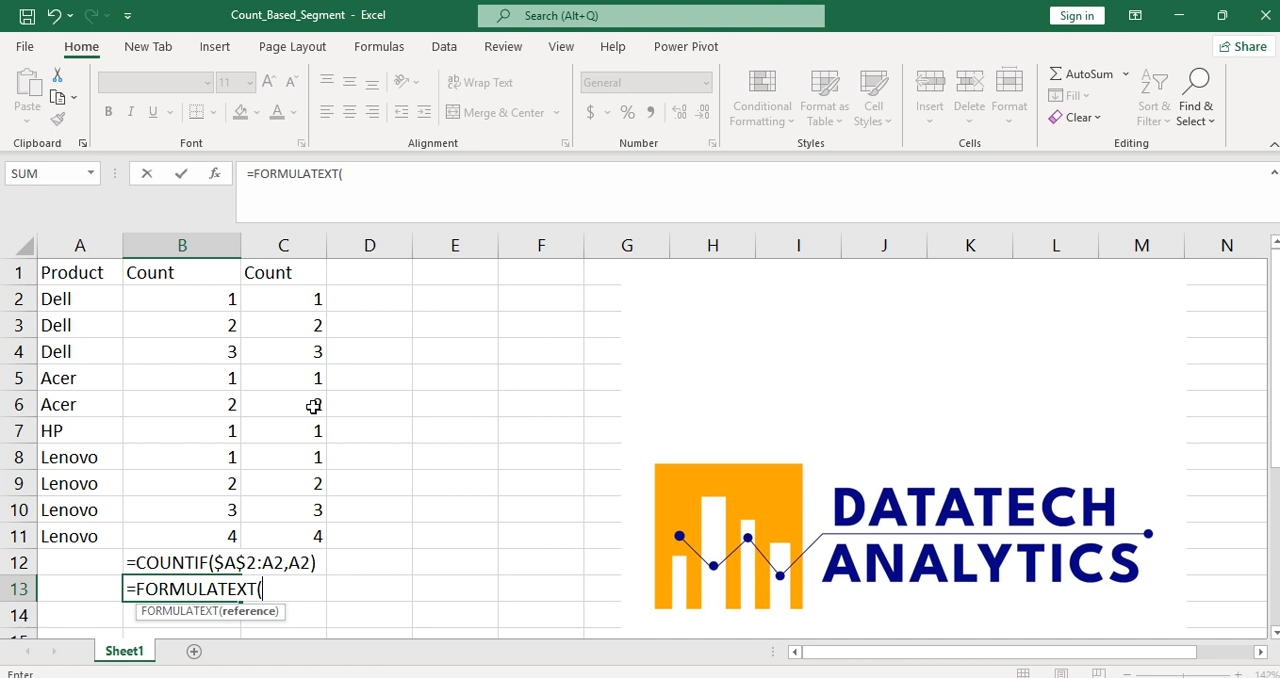 Count_Based_Segment - Excel
Search (Alt+Q)
Sign in
File Home New Tab Insert Page Layout Formulas Data Review View Help Power Pivot Share
Paste
Clipboard
11
B I U A
Font
Wrap Text
Merge & Center
Alignment
General
$ % ,
Number
Conditional Formatting
Format as Table
Cell Styles
Styles
Insert Delete Format
Cells
AutoSum
Fill
Clear
Sort & Filter
Find & Select
Editing
SUM fx =FORMULATEXT(
A B C D E F G H I J K L M N
1 Product Count Count
2 Dell 1 1
3 Dell 2 2
4 Dell 3 3
5 Acer 1 1
6 Acer 2
7 HP 1 1
8 Lenovo 1 1
9 Lenovo 2 2
10 Lenovo 3 3
11 Lenovo 4 4
12 =COUNTIF($A$2:A2,A2)
13 =FORMULATEXT(
FORMULATEXT(reference)
14
DATATECH
ANALYTICS
Sheet1
Enter
142%